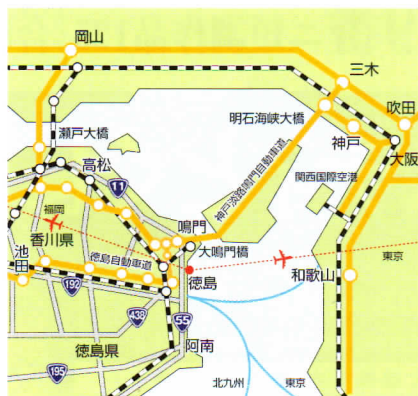 岡山
三木
吹田
明石海峡大橋
瀬戸大橋
神戸
大阪
高松
関西国際空港
11
神戸淡路鳴門自動車道
福岡
鳴門
香川県
大鳴門橋
徳島自動車道
東京
池田
192
徳島
和歌山
438
55
徳島県
阿南
195
北九州
東京